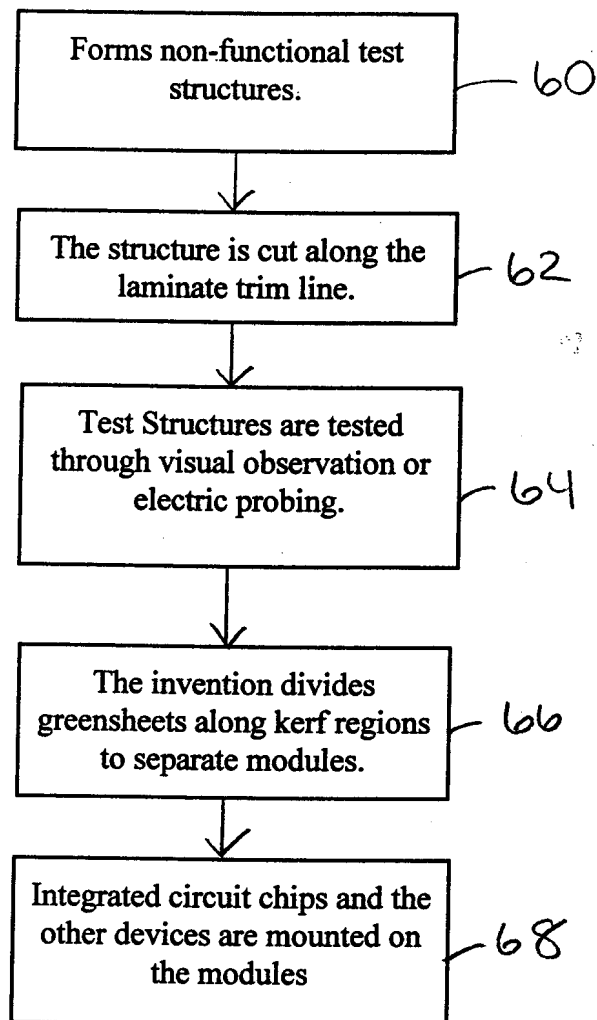 Forms non-functional test
structures.
60
The structure is cut along the
laminate trim line.
62
Test Structures are tested
through visual observation or
electric probing.
64
The invention divides
greensheets along kerf regions
to separate modules.
66
Integrated circuit chips and the
other devices are mounted on
the modules
68